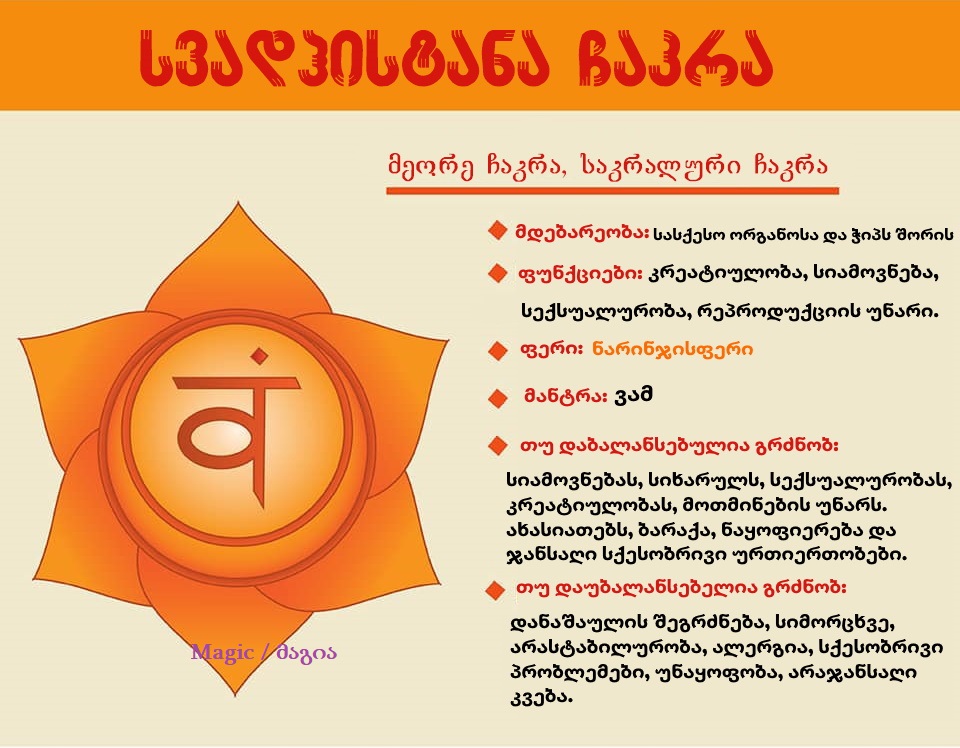 სვადჰისტანა ჩაკრა
მეორე ჩაკრა, საკრალური ჩაკრა
მდებარეობა: სასქესო ორგანოსა და ჭიპს შორის
ფუნქციები: კრეატიულობა, სიამოვნება,
სექსუალურობა, რეპროდუქციის უნარი.
ფერი: ნარინჯისფერი
მანტრა: ვამ
თუ დაბალანსებულია გრძნობ:
სიამოვნებას, სიხარულს, სექსუალურობას,
კრეატიულობას, მოთმინების უნარს.
ახასიათებს, ბარაქა, ნაყოფიერება და
ჯანსაღი სქესობრივი ურთიერთობები.
თუ დაუბალანსებელია გრძნობ:
დანაშაულის შეგრძნება, სიმორცხვე,
არასტაბილურობა, ალერგია, სქესობრივი
პრობლემები, უნაყოფობა, არაჯანსაღი
კვება.
वं
Magic / მაგია